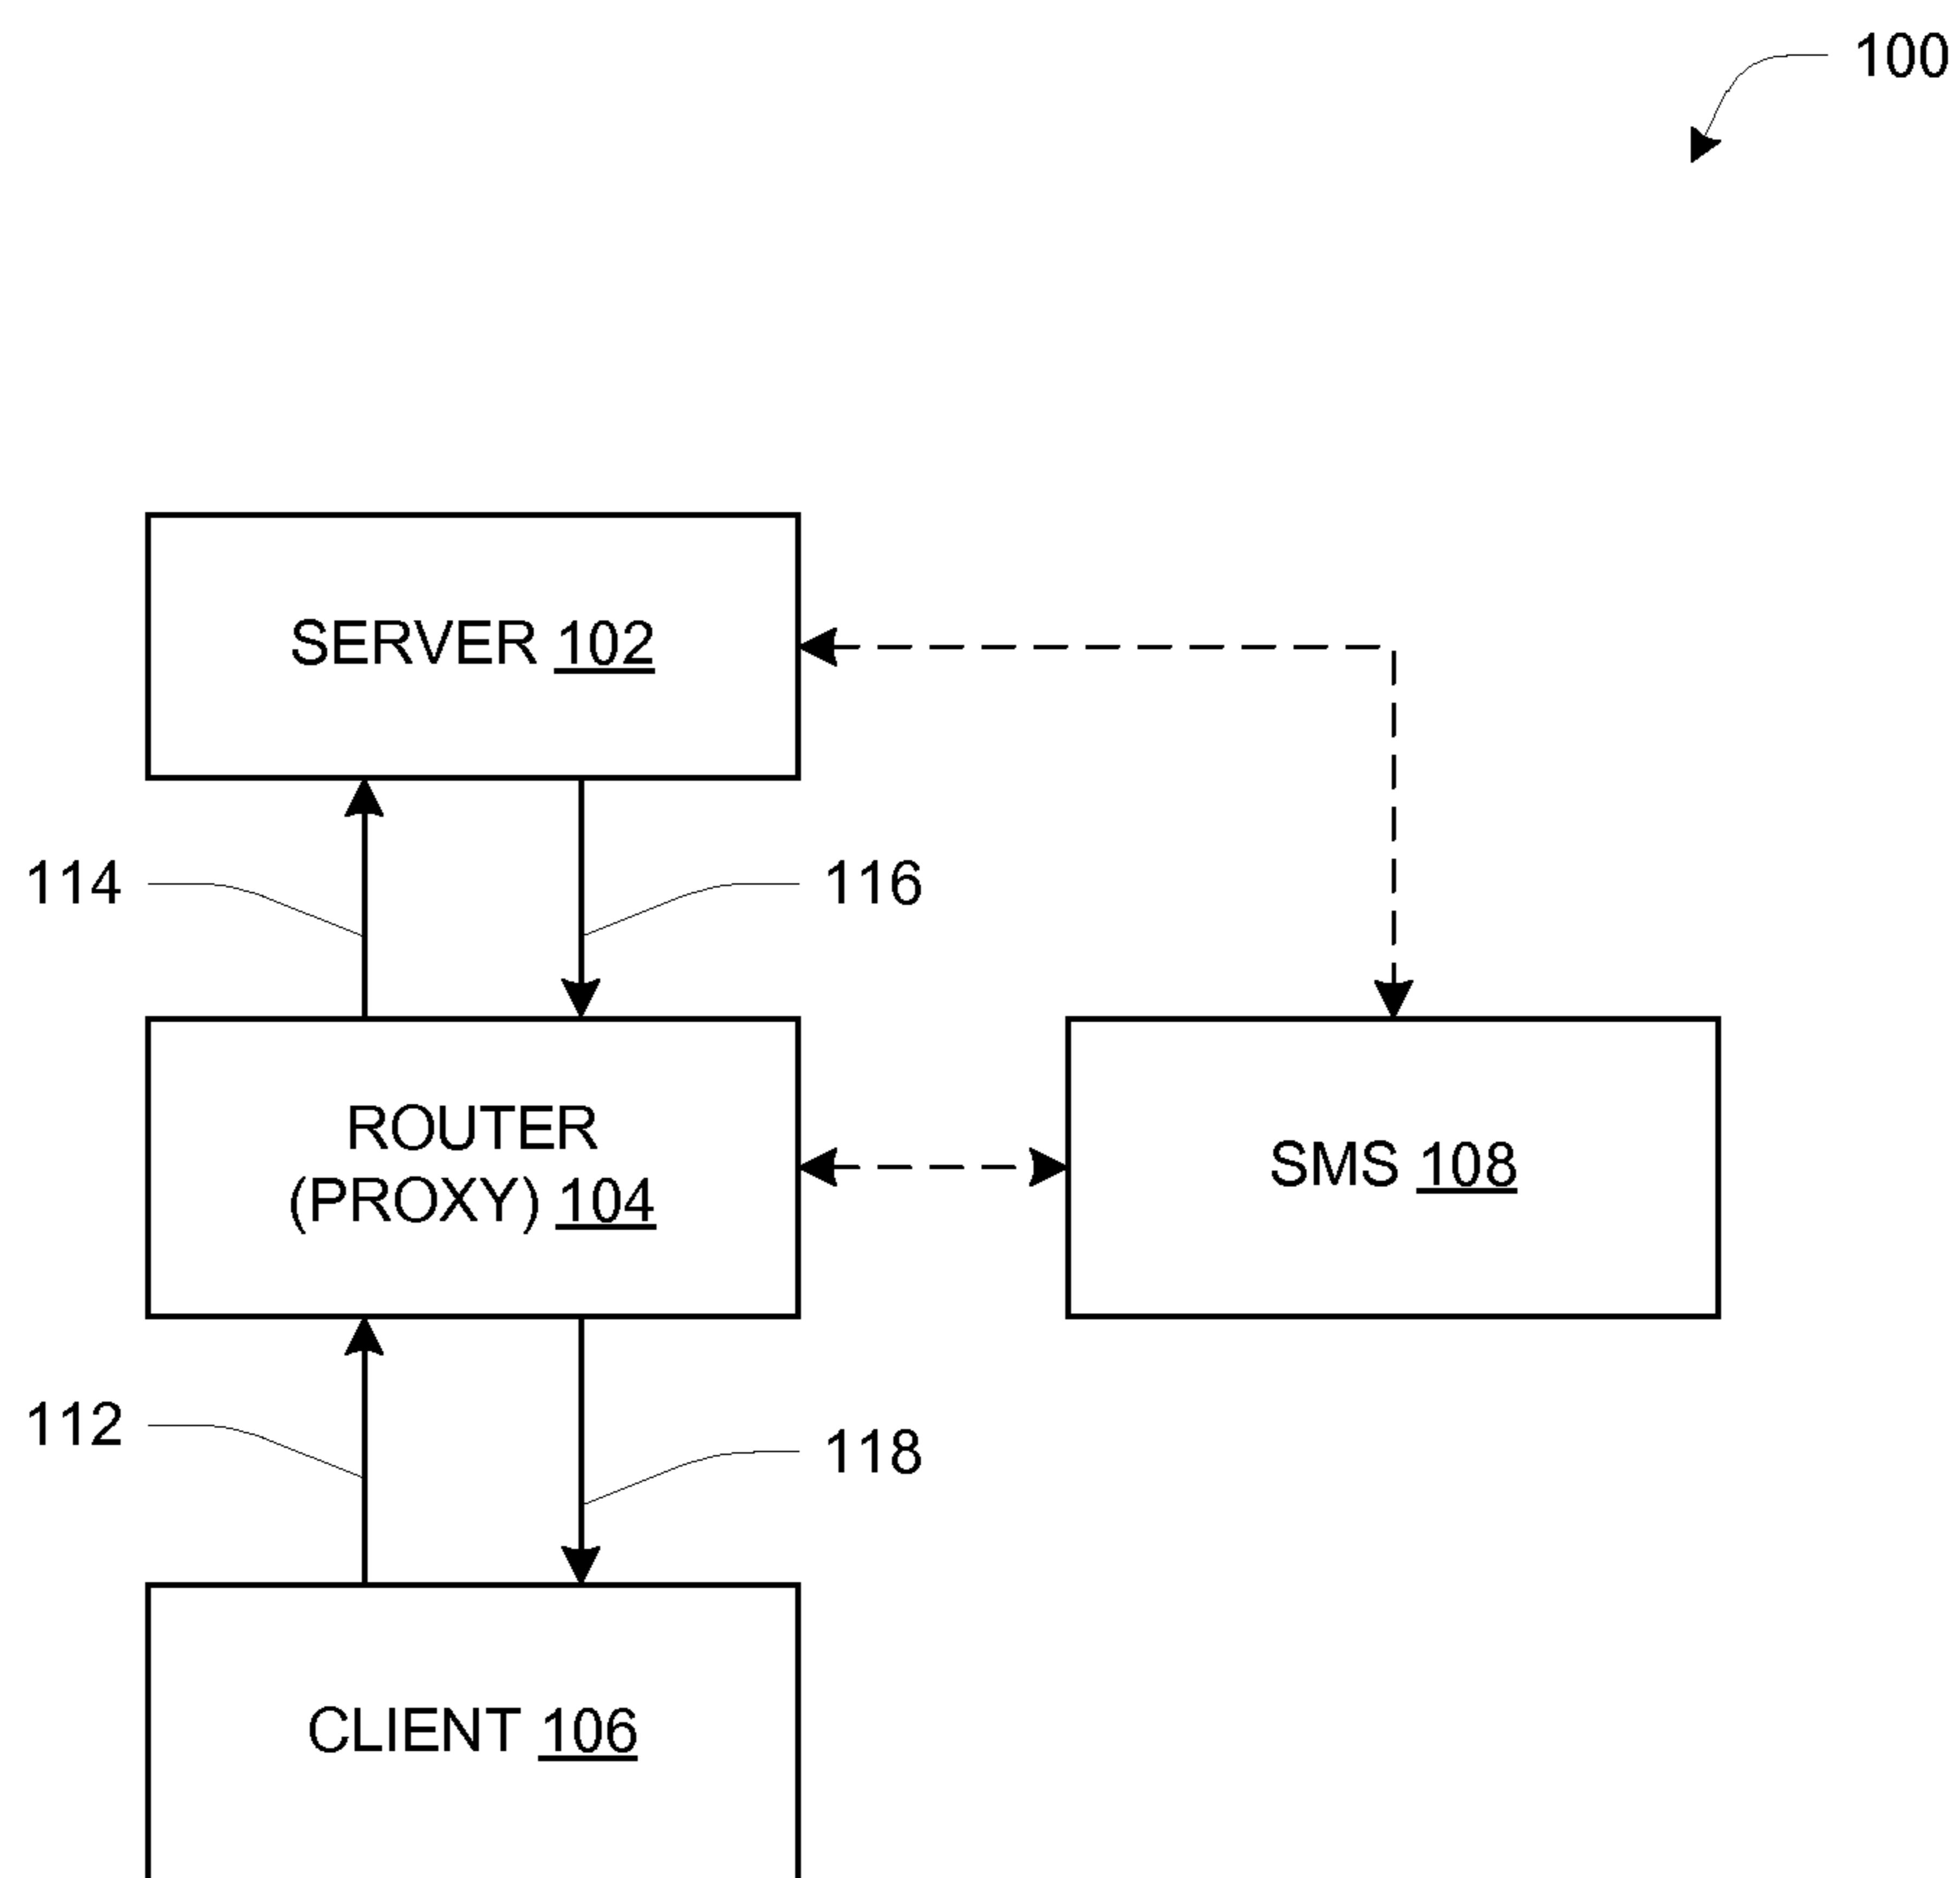 100
SERVER 102
114
116
ROUTER
(PROXY) 104
SMS 108
112
118
CLIENT 106